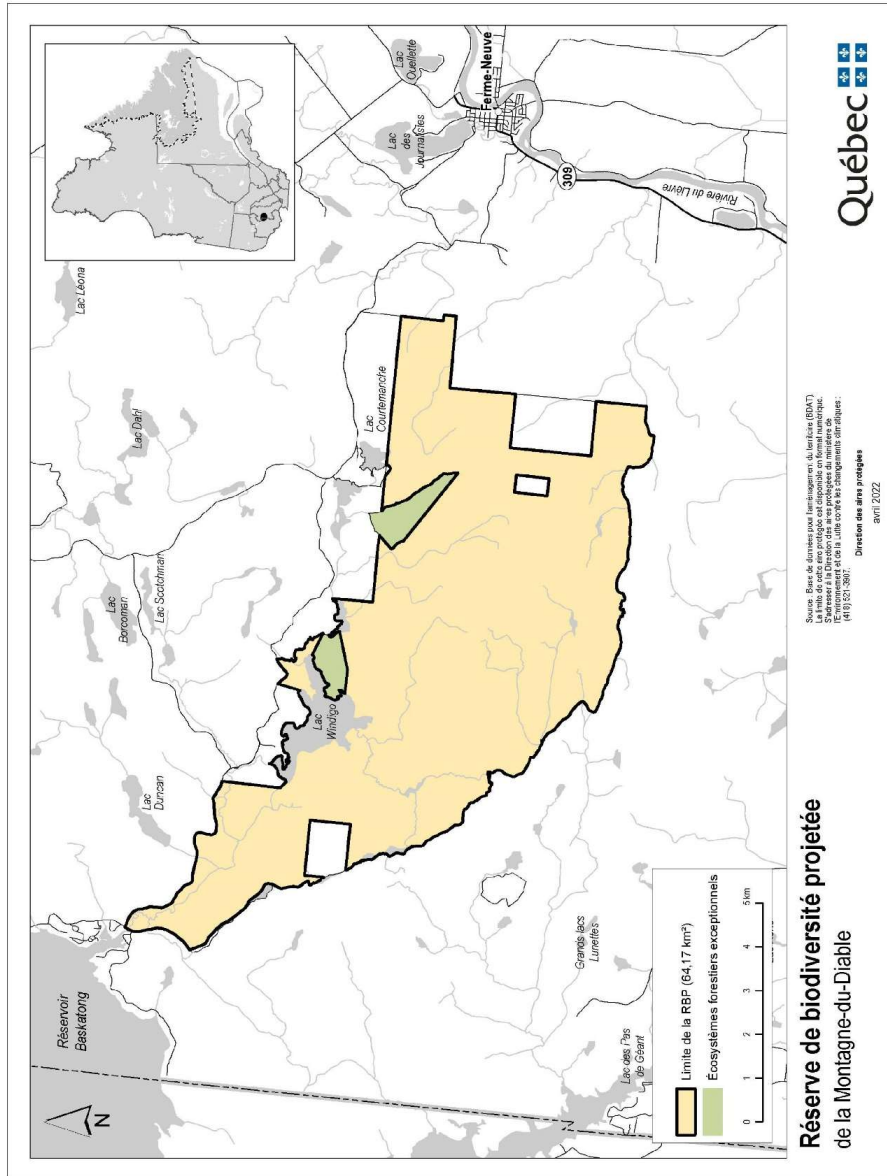 Réservoir
Baskatong
N
Lac
Duncan
Lac
Borcoman
Lac Scotchman
Lac Dahl
Lac Léona
Lac
Windigo
Lac
Courtemanche
Lac
des
Journalistes
Lac
Ouellette
Ferme-Neuve
309
Rivière du Lièvre
Grands lacs
Lunettes
Lac des Pas
de Géant
Limite de la RBP (64,17 km²)
Écosystèmes forestiers exceptionnels
0 1 2 3 4 5 km
Réserve de biodiversité projetée
de la Montagne-du-Diable
Source : Base de données pour l'aménagement du territoire (BDAT)
La limite de cette aire protégée est disponible en format numérique.
S'adresser à la Direction des aires protégées du ministère de
l'Environnement et de la Lutte contre les changements climatiques :
(418) 521-3907.
Direction des aires protégées
avril 2022
Québec